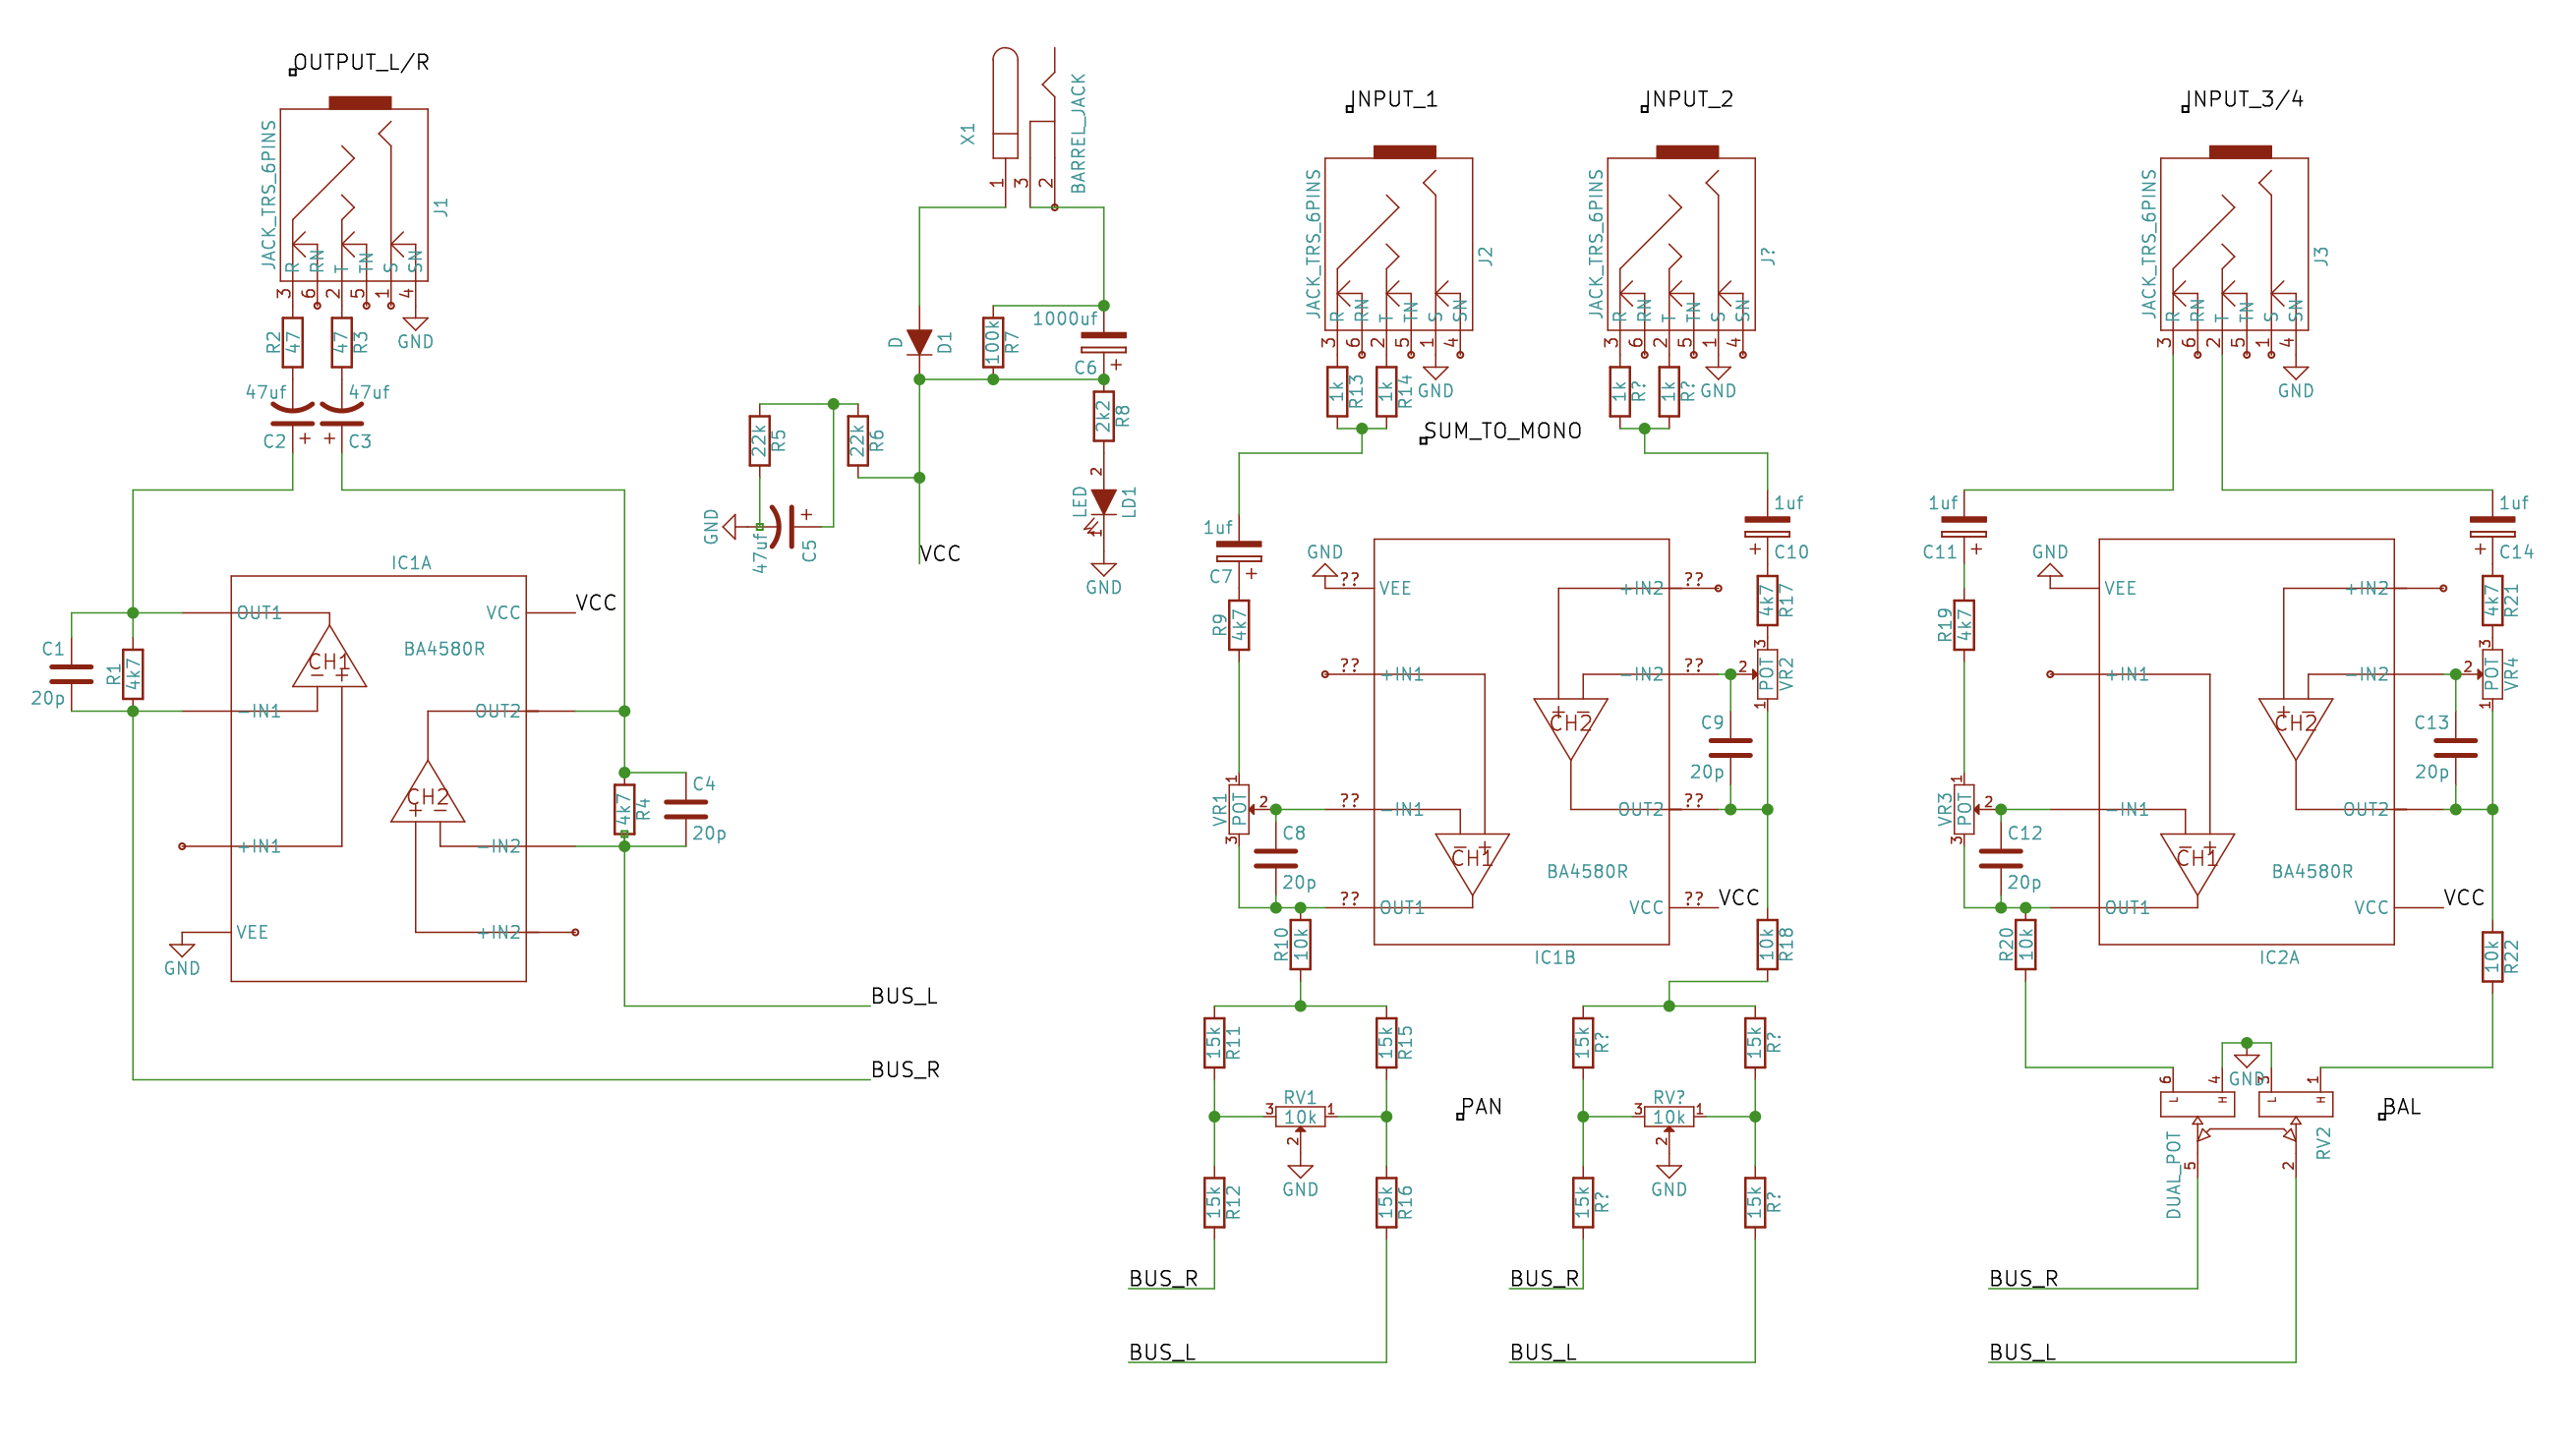 OUTPUT_L/R
JACK_TRS_6PINS
J1
R
RN
T
TN
S
SN
3
6
2
5
1
4
R2
47
47
R3
GND
47uf
47uf
C2
+
+
C3
IC1A
OUT1
VCC
VCC
BA4580R
CH1
- +
C1
20p
R1
4k7
-IN1
OUT2
CH2
+ -
4k7
R4
C4
20p
+IN1
-IN2
VEE
+IN2
GND
BUS_L
BUS_R
X1
BARREL_JACK
1
3
2
D
D1
100k
R7
1000uf
C6
+
22k
R5
22k
R6
2k2
R8
GND
47uf
+
C5
VCC
LED
2
1
LD1
GND
INPUT_1
JACK_TRS_6PINS
J2
R
RN
T
TN
S
SN
3
6
2
5
1
4
1k
R13
1k
R14
GND
INPUT_2
JACK_TRS_6PINS
J?
R
RN
T
TN
S
SN
3
6
2
5
1
4
1k
R?
1k
R?
GND
SUM_TO_MONO
1uf
C7
+
R9
4k7
GND
??
VEE
+IN2
??
??
+IN1
-IN2
??
CH2
+ -
1uf
+
C10
4k7
R17
3
2
POT
VR2
1
C9
20p
VR1
1
POT
2
3
??
-IN1
OUT2
??
C8
20p
CH1
- +
BA4580R
??
OUT1
VCC
??
VCC
IC1B
R10
10k
10k
R18
15k
R11
15k
R15
RV1
3
10k
1
2
GND
15k
R12
15k
R16
PAN
15k
R?
15k
R?
RV?
3
10k
1
2
GND
15k
R?
15k
R?
BUS_R
BUS_L
BUS_R
BUS_L
INPUT_3/4
JACK_TRS_6PINS
J3
R
RN
T
TN
S
SN
3
6
2
5
1
4
GND
1uf
C11
+
R19
4k7
GND
VEE
+IN2
+IN1
-IN2
CH2
+ -
1uf
+
C14
4k7
R21
3
2
POT
VR4
1
C13
20p
VR3
1
POT
2
3
-IN1
OUT2
C12
20p
CH1
- +
BA4580R
OUT1
VCC
VCC
IC2A
R20
10k
10k
R22
6
4
GND
3
1
L
H
L
H
BAL
DUAL_POT
5
2
RV2
BUS_R
BUS_L